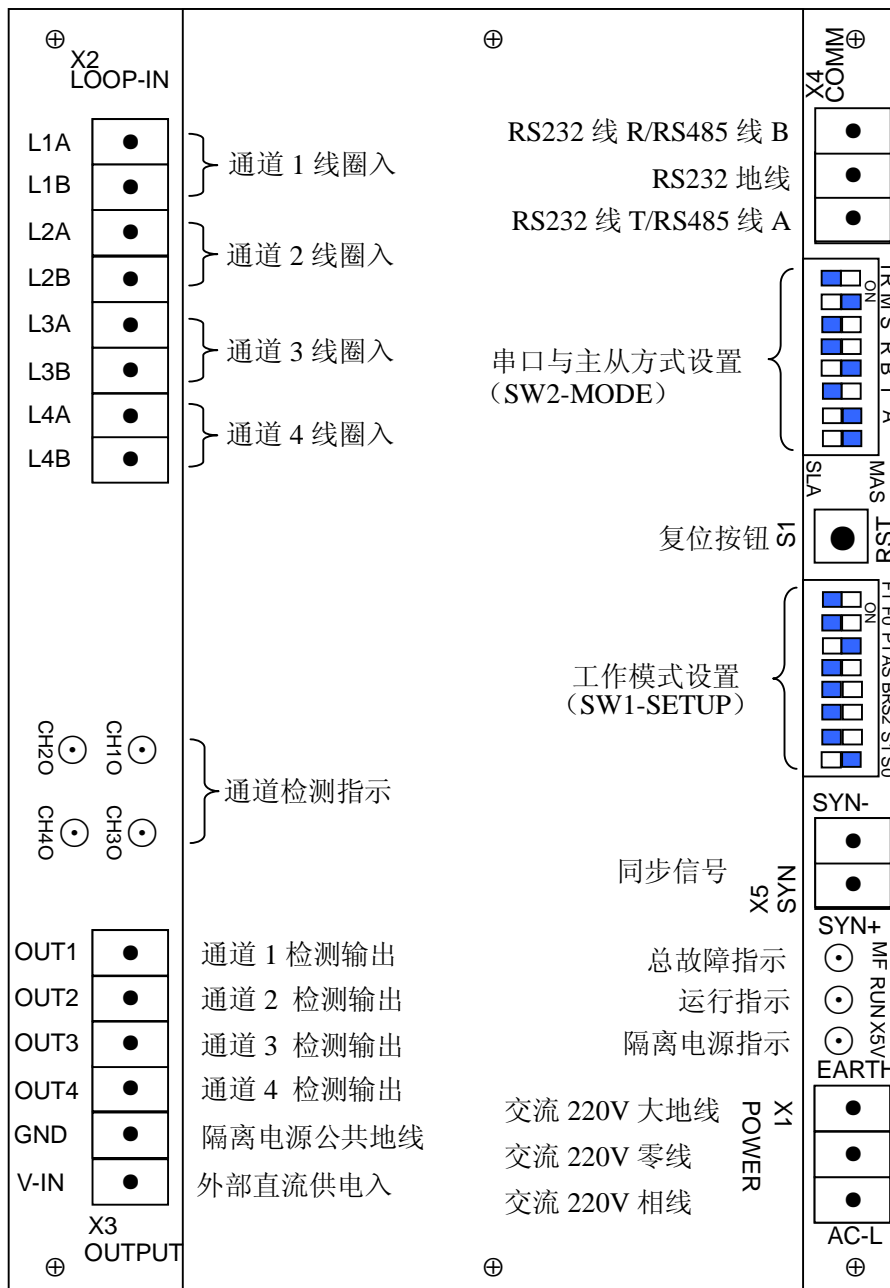 X2
LOOP-IN
L1A
L1B
通道 1 线圈入
L2A
L2B
通道 2 线圈入
L3A
L3B
通道 3 线圈入
L4A
L4B
通道 4 线圈入
CH2O
CH1O
CH4O
CH3O
通道检测指示
OUT1
通道 1 检测输出
OUT2
通道 2 检测输出
OUT3
通道 3 检测输出
OUT4
通道 4 检测输出
GND
隔离电源公共地线
V-IN
外部直流供电入
X3
OUTPUT
X4
COMM
RS232 线 R/RS485 线 B
RS232 地线
RS232 线 T/RS485 线 A
串口与主从方式设置
（SW2-MODE）
ON
M S R B T A
SLA
MAS
复位按钮
S1
RST
工作模式设置
（SW1-SETUP）
ON
F1 F0 P1 AS BRS2 S1 S0
SYN-
同步信号
X5
SYN
SYN+
总故障指示
MF
运行指示
RUN
隔离电源指示
X5V
EARTH
交流 220V 大地线
交流 220V 零线
交流 220V 相线
X1
POWER
AC-L